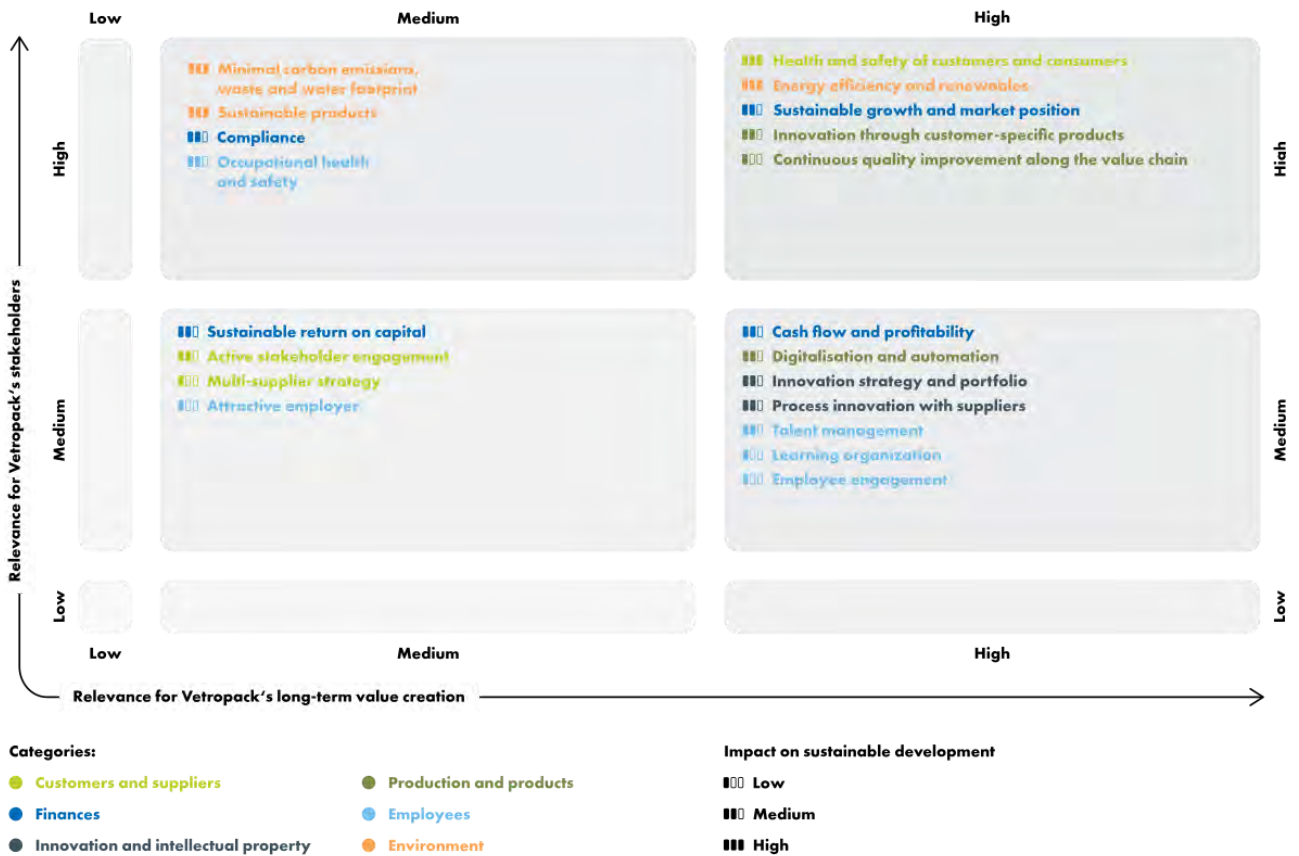 Low
Medium
High
High
Minimal carbon emissions,
waste and water footprint
Sustainable products
Compliance
Occupational health
and safety
Health and safety of customers and consumers
Energy efficiency and renewables
Sustainable growth and market position
Innovation through customer-specific products
Continuous quality improvement along the value chain
High
Relevance for Vetropack's stakeholders
Medium
Sustainable return on capital
Active stakeholder engagement
Multi-supplier strategy
Attractive employer
Cash flow and profitability
Digitalisation and automation
Innovation strategy and portfolio
Process innovation with suppliers
Talent management
Learning organization
Employee engagement
Medium
Low
Low
Low
Medium
High
Relevance for Vetropack‘s long-term value creation
Categories:
Customers and suppliers
Finances
Innovation and intellectual property
Production and products
Employees
Environment
Impact on sustainable development
Low
Medium
High